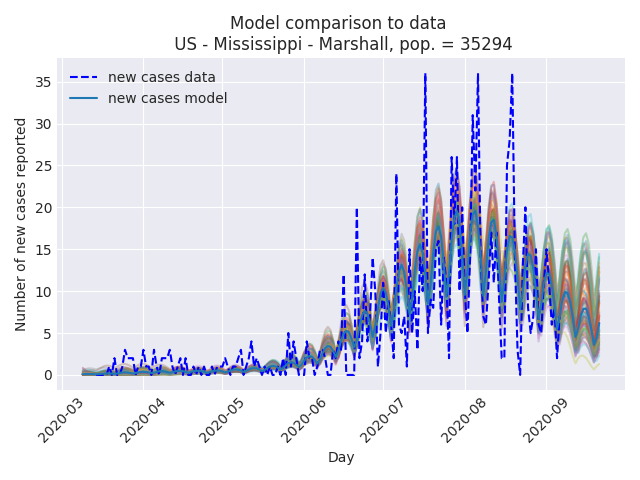 Model comparison to data
US - Mississippi - Marshall, pop. = 35294
new cases data
new cases model
Number of new cases reported
35
30
25
20
15
10
5
0
2020-03
2020-04
2020-05
2020-06
2020-07
2020-08
2020-09
Day